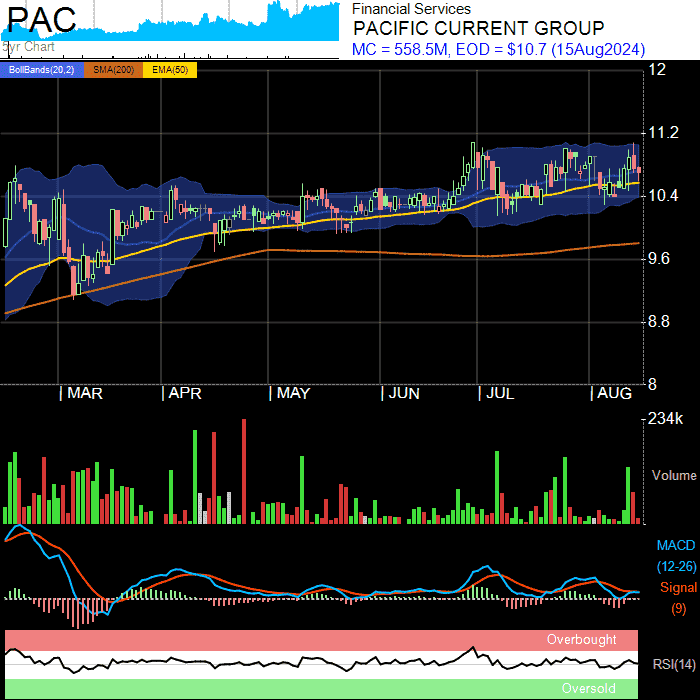 PAC
5yr Chart
Financial Services
PACIFIC CURRENT GROUP
MC = 558.5M, EOD = $10.7 (15Aug2024)
BollBands(20,2) SMA(200) EMA(50)
12
11.2
10.4
9.6
8.8
8
MAR APR MAY JUN JUL AUG
234k
Volume
MACD
(12-26)
Signal
(9)
Overbought
RSI(14)
Oversold